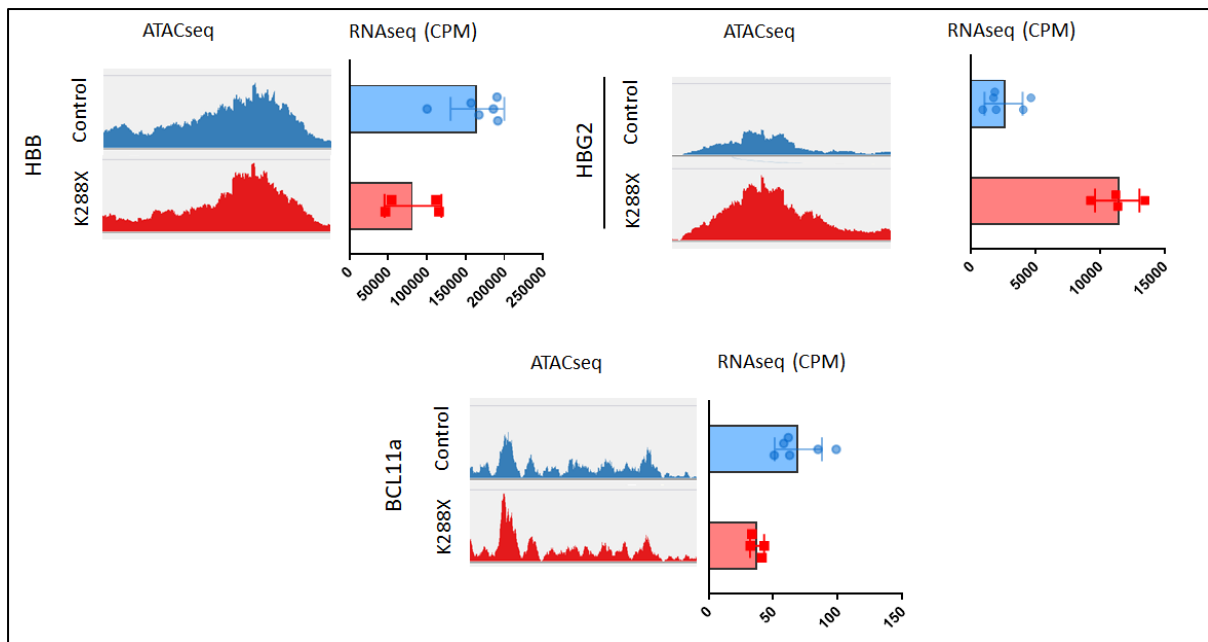 ATACseq
RNAseq (CPM)
HBB
Control
K288X
0
50000
100000
150000
200000
250000
ATACseq
RNAseq (CPM)
HBG2
Control
K288X
0
5000
10000
15000
ATACseq
RNAseq (CPM)
BCL11a
Control
K288X
0
50
100
150